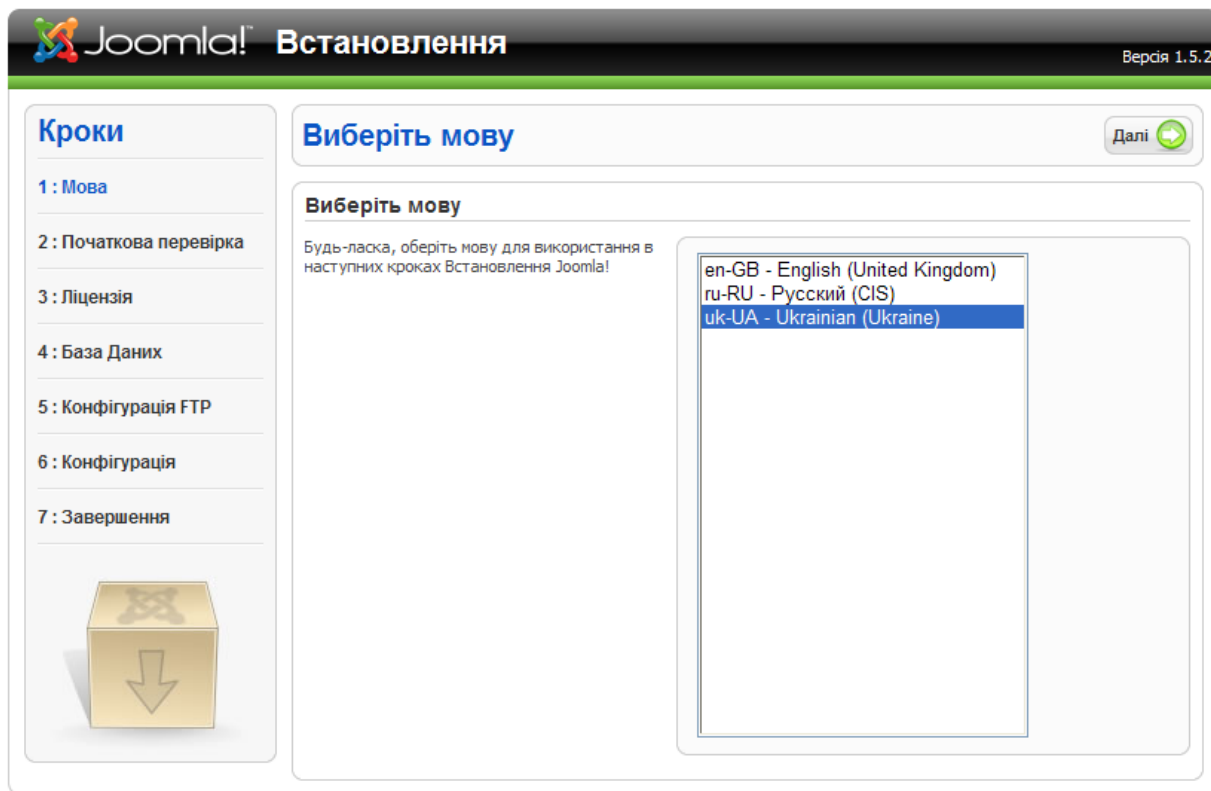 Joomla! Встановлення
Версія 1.5.2
Кроки
1 : Мова
2 : Початкова перевірка
3 : Ліцензія
4 : База Даних
5 : Конфігурація FTP
6 : Конфігурація
7 : Завершення
Виберіть мову
Далі
Виберіть мову
Будь-ласка, оберіть мову для використання в
наступних кроках Встановлення Joomla!
en-GB - English (United Kingdom)
ru-RU - Русский (CIS)
uk-UA - Ukrainian (Ukraine)